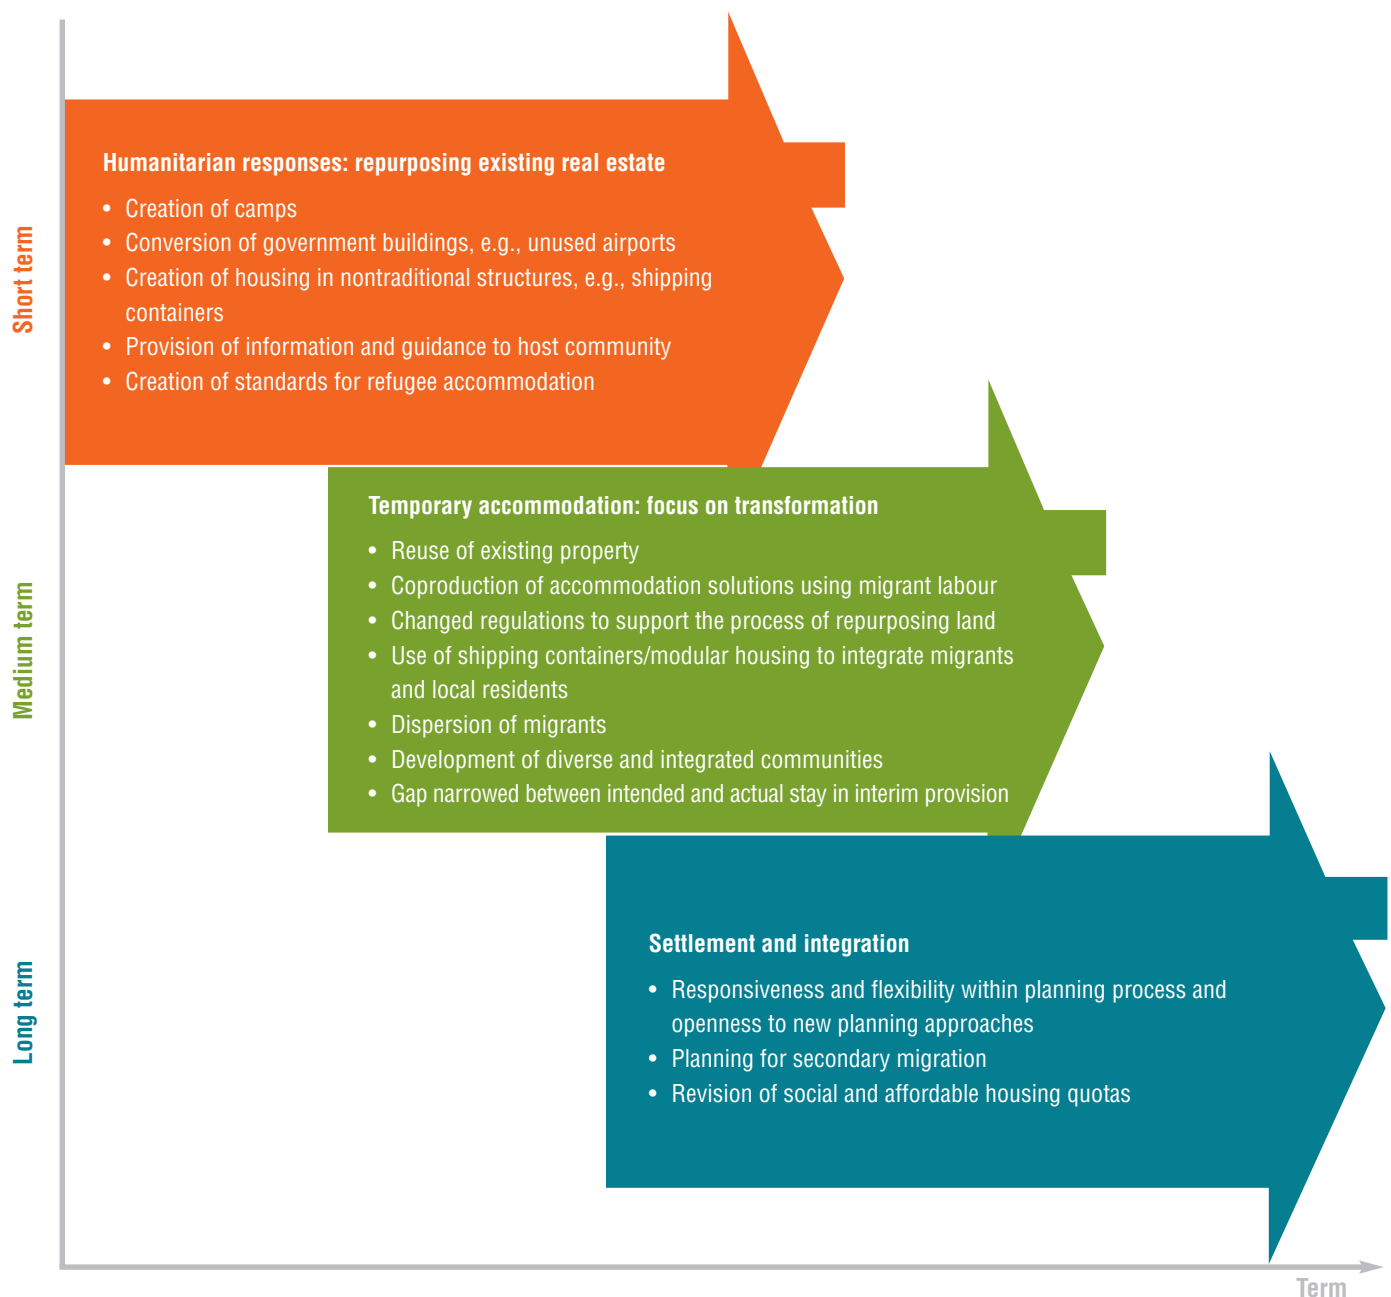 Short term
Humanitarian responses: repurposing existing real estate
• Creation of camps
• Conversion of government buildings, e.g., unused airports
• Creation of housing in nontraditional structures, e.g., shipping
containers
• Provision of information and guidance to host community
• Creation of standards for refugee accommodation
Medium term
Temporary accommodation: focus on transformation
• Reuse of existing property
• Coproduction of accommodation solutions using migrant labour
• Changed regulations to support the process of repurposing land
• Use of shipping containers/modular housing to integrate migrants
and local residents
• Dispersion of migrants
• Development of diverse and integrated communities
• Gap narrowed between intended and actual stay in interim provision
Long term
Settlement and integration
• Responsiveness and flexibility within planning process and
openness to new planning approaches
• Planning for secondary migration
• Revision of social and affordable housing quotas
Term